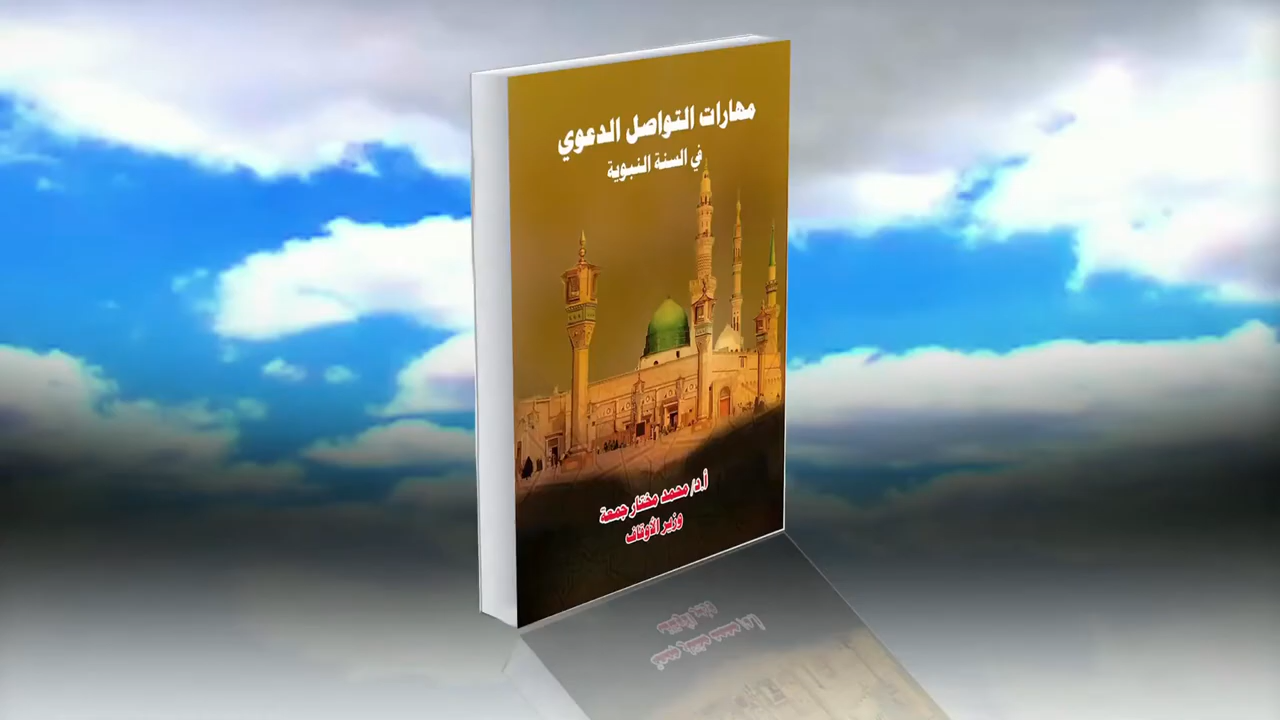 مهارات التواصل الدعوي
في السنة النبوية
أ.د/ محمد مختار جمعة
وزير الأوقاف